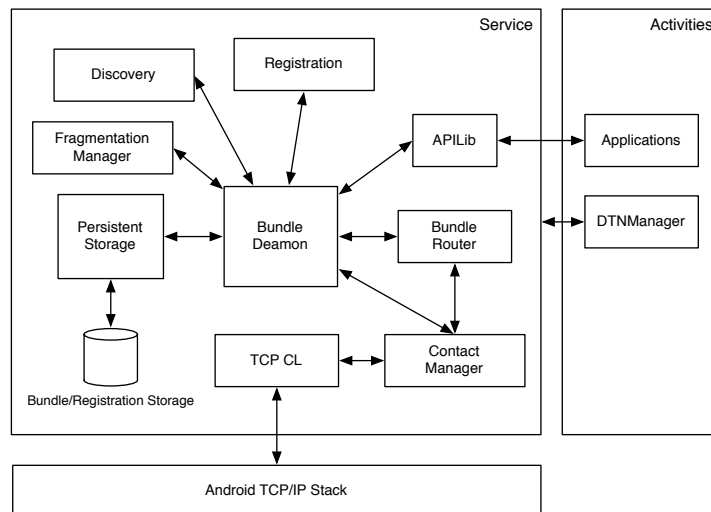 Service
Activities
Discovery
Registration
Fragmentation
Manager
APILib
Applications
Persistent
Storage
Bundle
Deamon
Bundle
Router
DTNManager
TCP CL
Contact
Manager
Bundle/Registration Storage
Android TCP/IP Stack